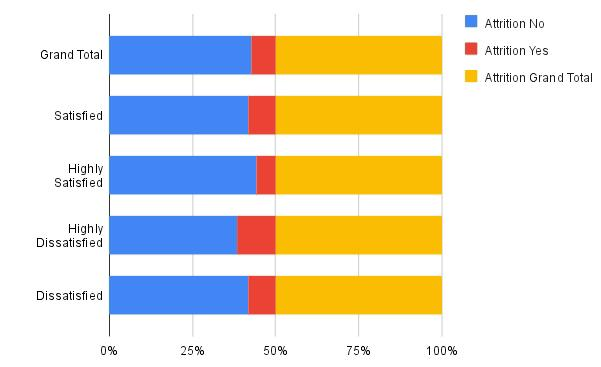 Attrition No
Attrition Yes
Attrition Grand Total
Grand Total
Satisfied
Highly
Satisfied
Highly
Dissatisfied
Dissatisfied
0%
25%
50%
75%
100%